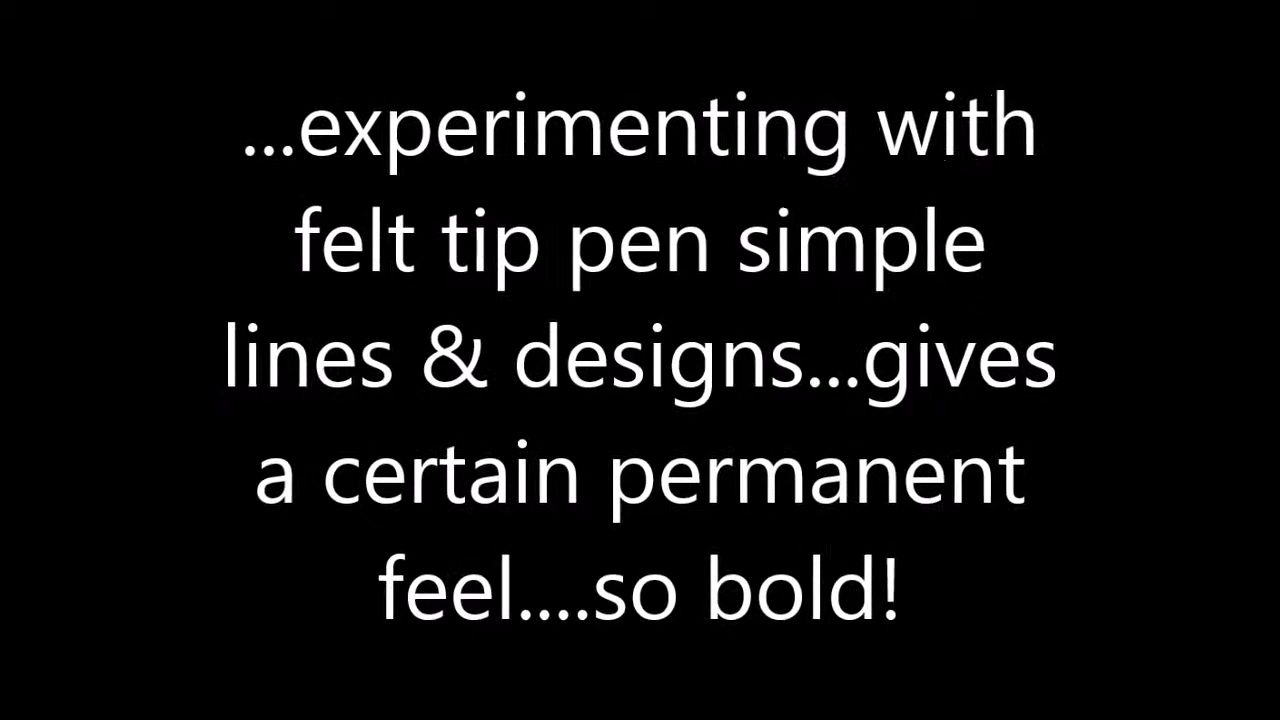 ...experimenting with
felt tip pen simple
lines & designs...gives
a certain permanent
feel....so bold!